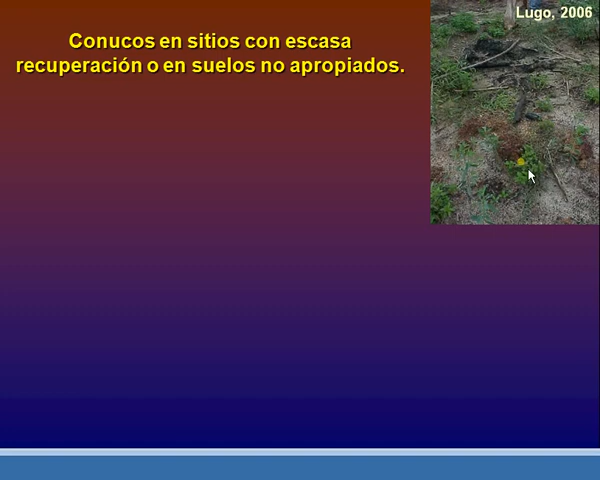 Lugo, 2006
Conucos en sitios con escasa
recuperación o en suelos no apropiados.